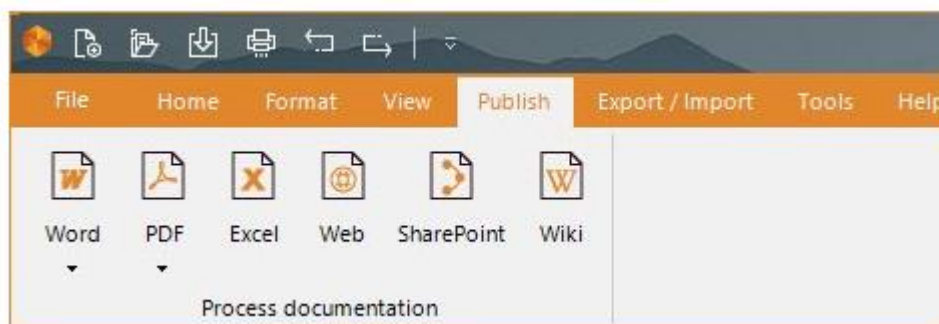 File Home Format View Publish Export / Import Tools Help
Word PDF Excel Web SharePoint Wiki
Process documentation